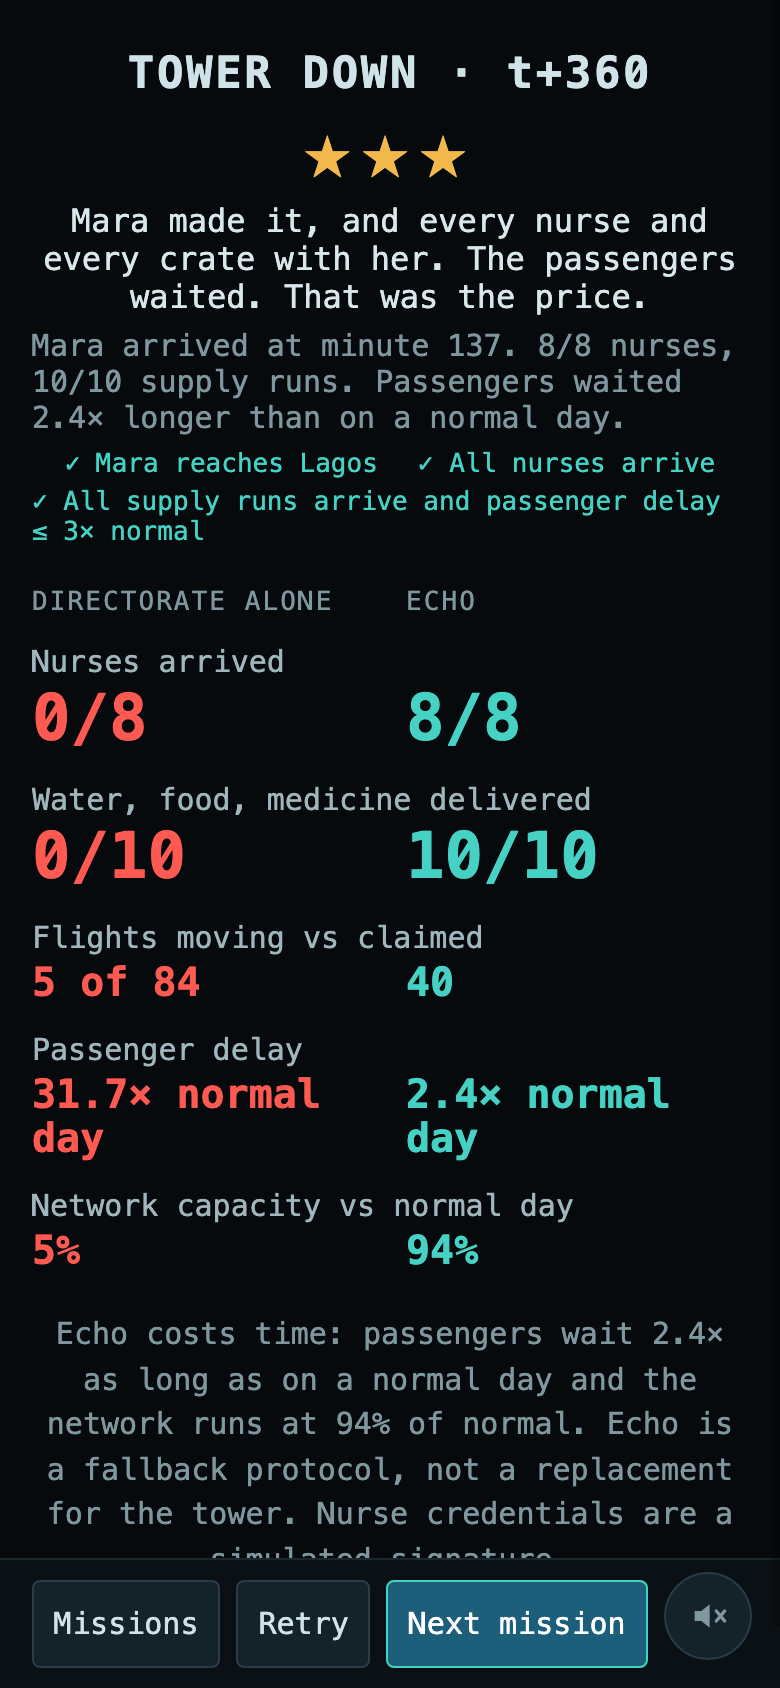 TOWER DOWN · t+360
★★★
Mara made it, and every nurse and
every crate with her. The passengers
waited. That was the price.
Mara arrived at minute 137. 8/8 nurses,
10/10 supply runs. Passengers waited
2.4× longer than on a normal day.
✓ Mara reaches Lagos ✓ All nurses arrive
✓ All supply runs arrive and passenger delay
≤ 3× normal
DIRECTORATE ALONE ECHO
Nurses arrived
0/8 8/8
Water, food, medicine delivered
0/10 10/10
Flights moving vs claimed
5 of 84 40
Passenger delay
31.7× normal day 2.4× normal day
Network capacity vs normal day
5% 94%
Echo costs time: passengers wait 2.4×
as long as on a normal day and the
network runs at 94% of normal. Echo is
a fallback protocol, not a replacement
for the tower. Nurse credentials are a
simulated signature.
Missions Retry Next mission